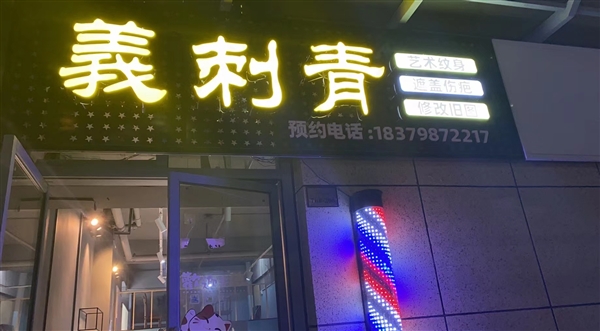 義刺青
艺术纹身
遮盖伤疤
修改旧图
预约电话:18379872217